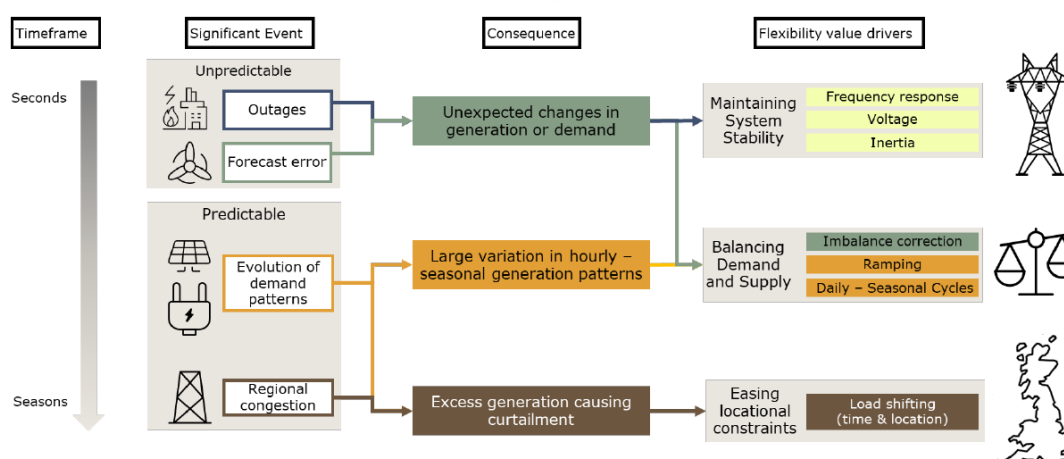 Timeframe
Significant Event
Consequence
Flexibility value drivers
Seconds
Seasons
Unpredictable
Outages
Forecast error
Predictable
Evolution of
demand
patterns
Regional
congestion
Unexpected changes in
generation or demand
Large variation in hourly –
seasonal generation patterns
Excess generation causing
curtailment
Maintaining
System
Stability
Frequency response
Voltage
Inertia
Balancing
Demand
and Supply
Imbalance correction
Ramping
Daily – Seasonal Cycles
Easing
locational
constraints
Load shifting
(time & location)